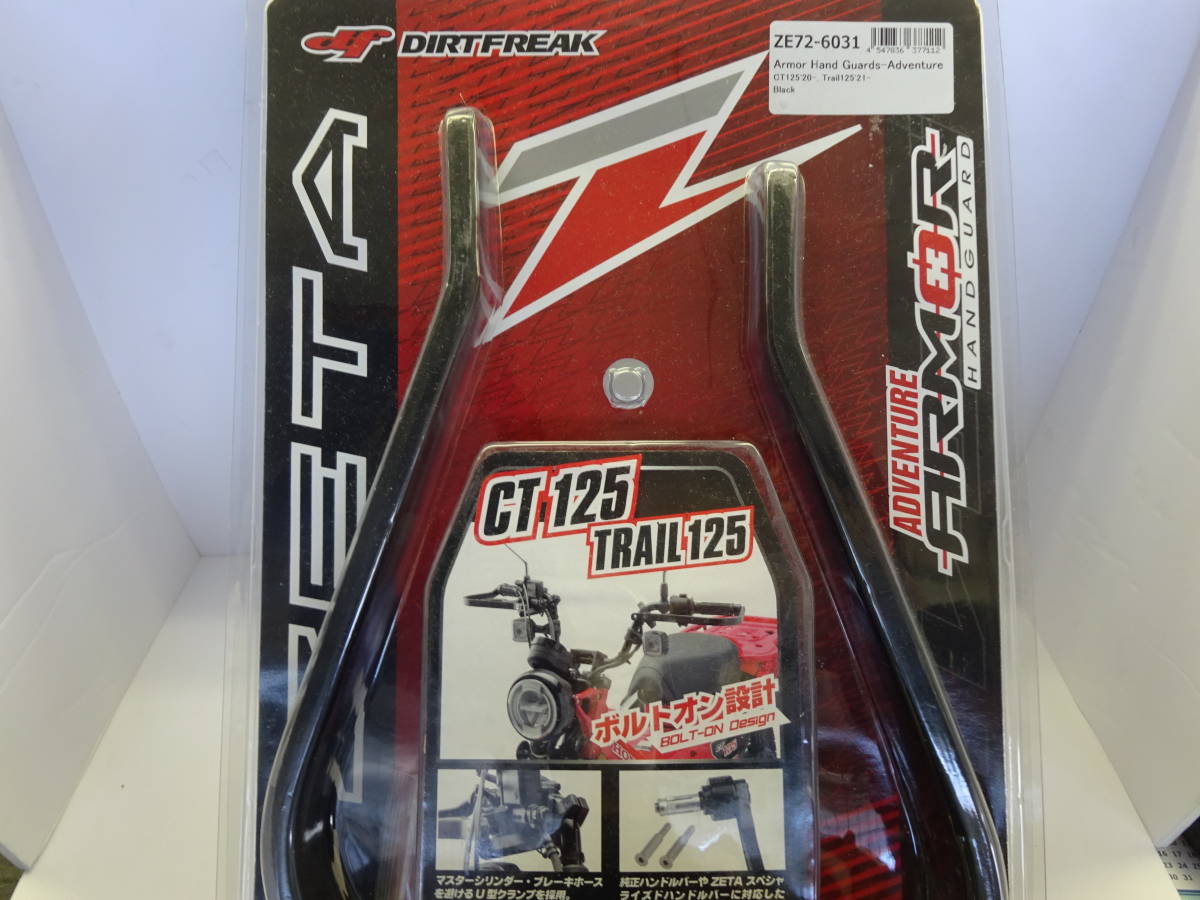 DIRTFREAK
ZE72-6031
4 547836 377112
Armor Hand Guards-Adventure
CT125'20-, Trail125'21-
Black
ZETA
ADVENTURE
ARMOR
HANDGUARD
CT 125
TRAIL 125
ボルトオン設計
BOLT-ON Design
マスターシリンダー・ブレーキホース
を避けるU型クランプを採用。
純正ハンドルバーやZETAスペシャ
ライズドハンドルバーに対応した